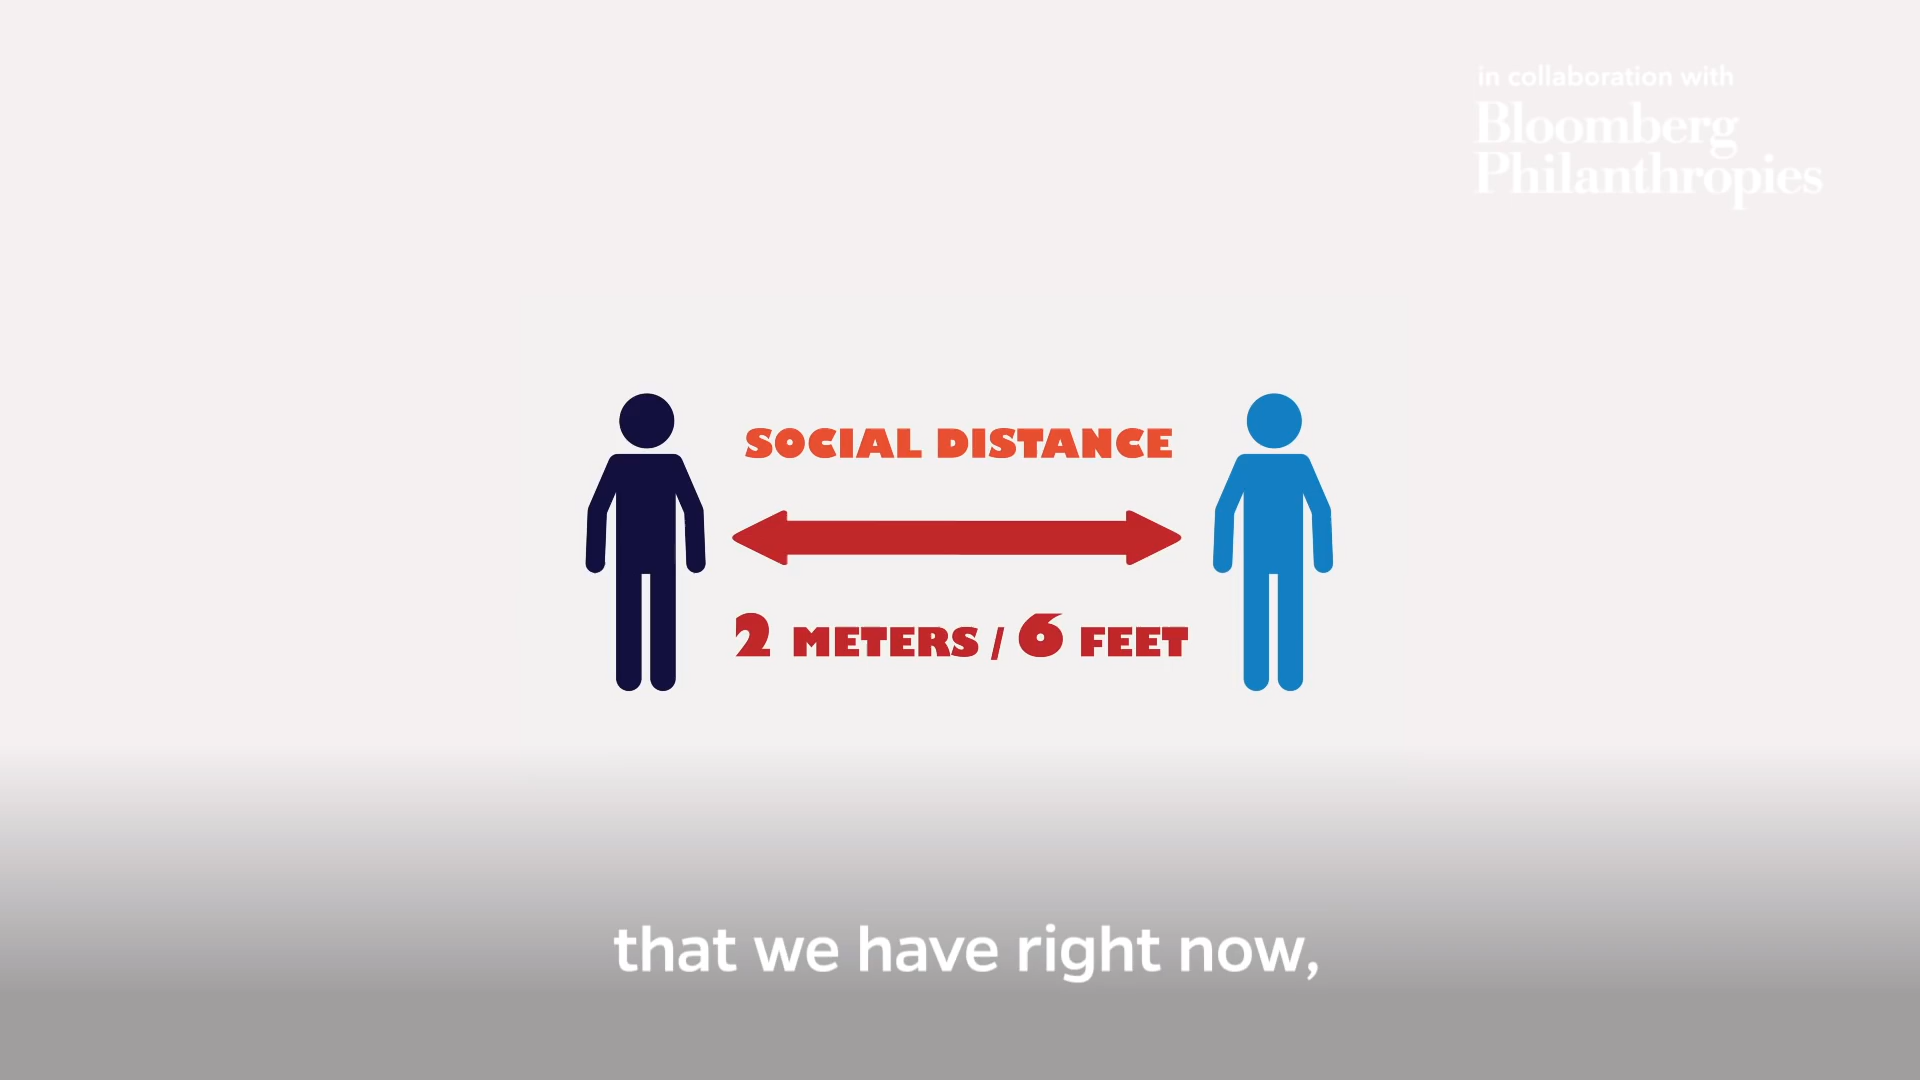 in collaboration with
Bloomberg
Philanthropies
SOCIAL DISTANCE
2 METERS / 6 FEET
that we have right now,